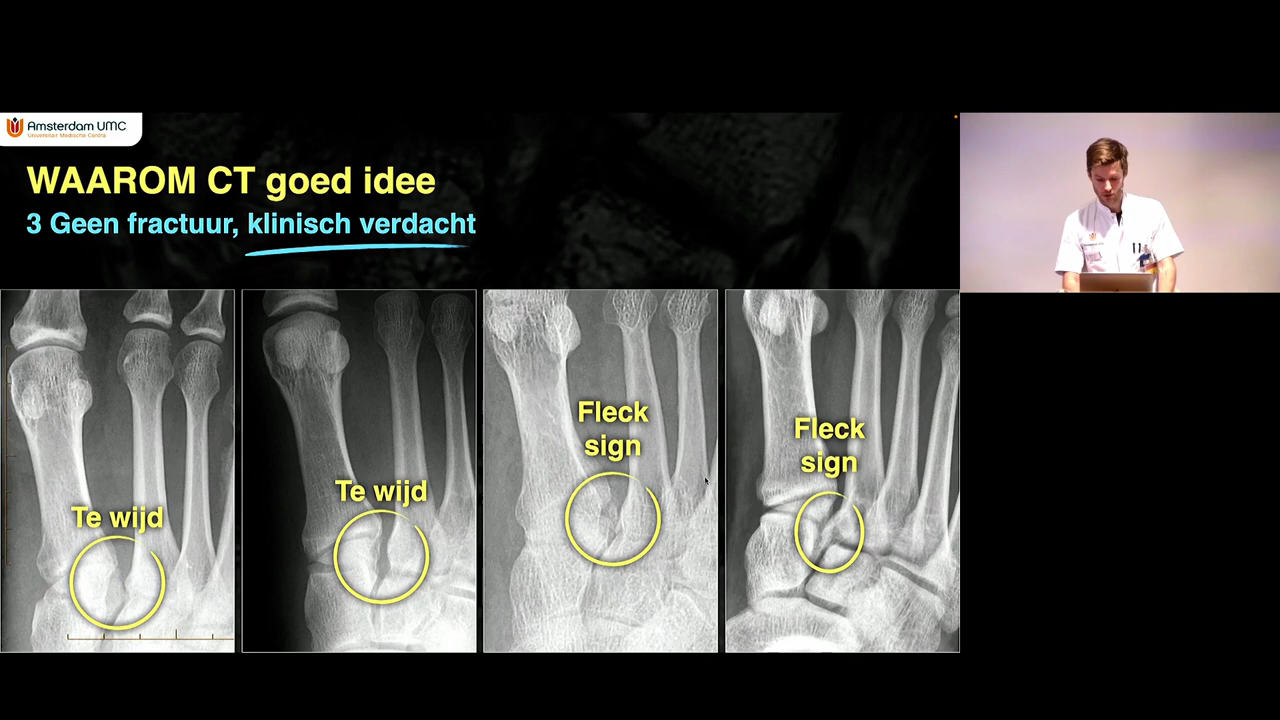 Amsterdam UMC
Universitair Medische Centra
WAAROM CT goed idee
3 Geen fractuur, klinisch verdacht
Te wijd
Te wijd
Fleck
sign
Fleck
sign